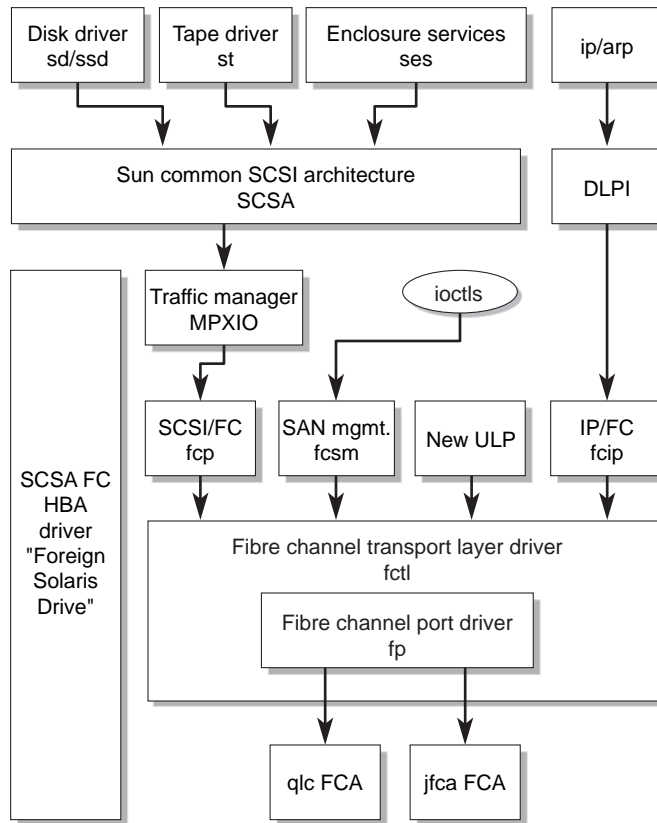 Disk driver
sd/ssd
Tape driver
st
Enclosure services
ses
ip/arp
Sun common SCSI architecture
SCSA
DLPI
Traffic manager
MPXIO
ioctls
SCSI/FC
fcp
SAN mgmt.
fcsm
New ULP
IP/FC
fcip
SCSA FC
HBA
driver
"Foreign
Solaris
Drive"
Fibre channel transport layer driver
fctl
Fibre channel port driver
fp
qlc FCA
jfca FCA